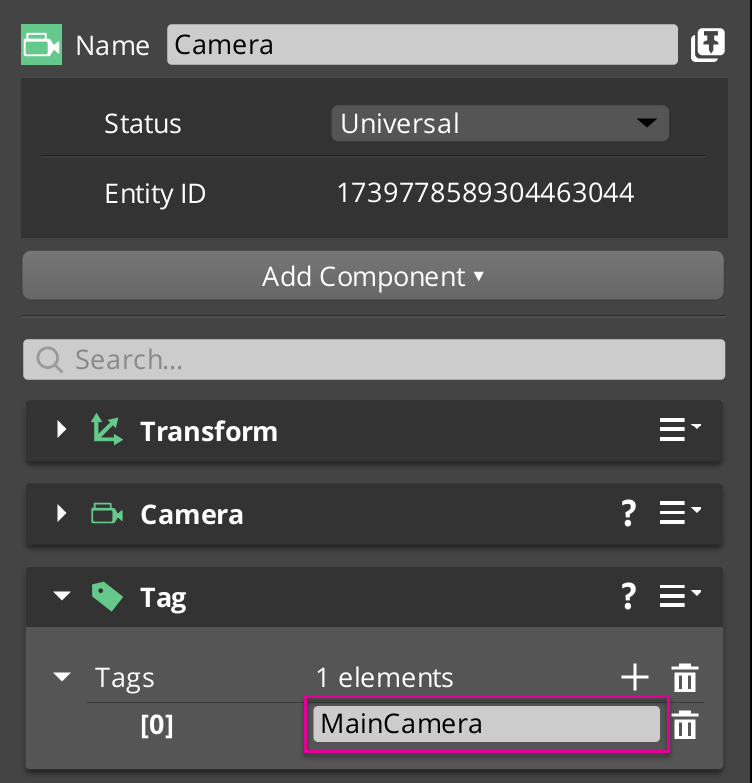 Name Camera
Status Universal
Entity ID 1739778589304463044
Add Component ▾
Search...
Transform
Camera ?
Tag ?
Tags 1 elements
[0] MainCamera